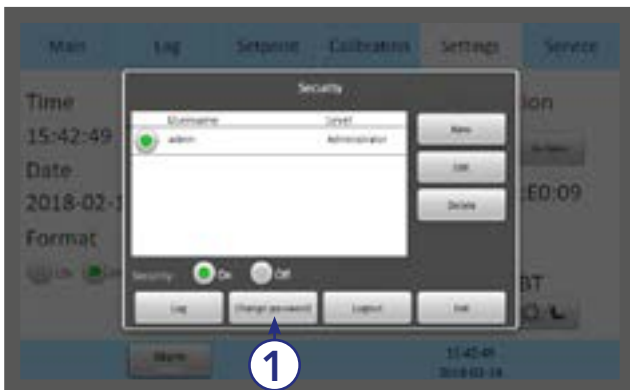 Main Log Setpoint Calibration Settings Service
Security
Time
Username Level
New
15:42:49
admin Administrator
Edit
Date
Delete
2018-02-1
E0:09
Format
Security: On Off
BT
Log Change password Logout Exit
Alarm
15:42:49
2018-02-14
1